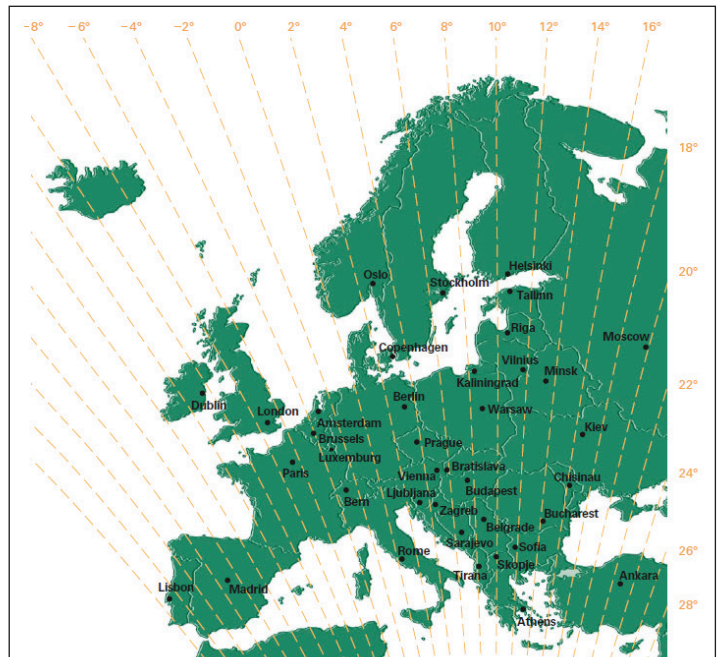 -8° -6° -4° -2° 0° 2° 4° 6° 8° 10° 12° 14° 16°
18°
20°
22°
24°
26°
28°
Helsinki
Oslo
Stockholm
Tallinn
Riga
Moscow
Copenhagen
Vilnius
Minsk
Kaliningrad
Dublin
London
Berlin
Warsaw
Amsterdam
Kiev
Brussels
Prague
Luxemburg
Paris
Vienna
Bratislava
Chisinau
Budapest
Ljubljana
Bern
Zagreb
Bucharest
Belgrade
Sarajevo
Sofia
Rome
Skopje
Tirana
Ankara
Lisbon
Madrid
Athens